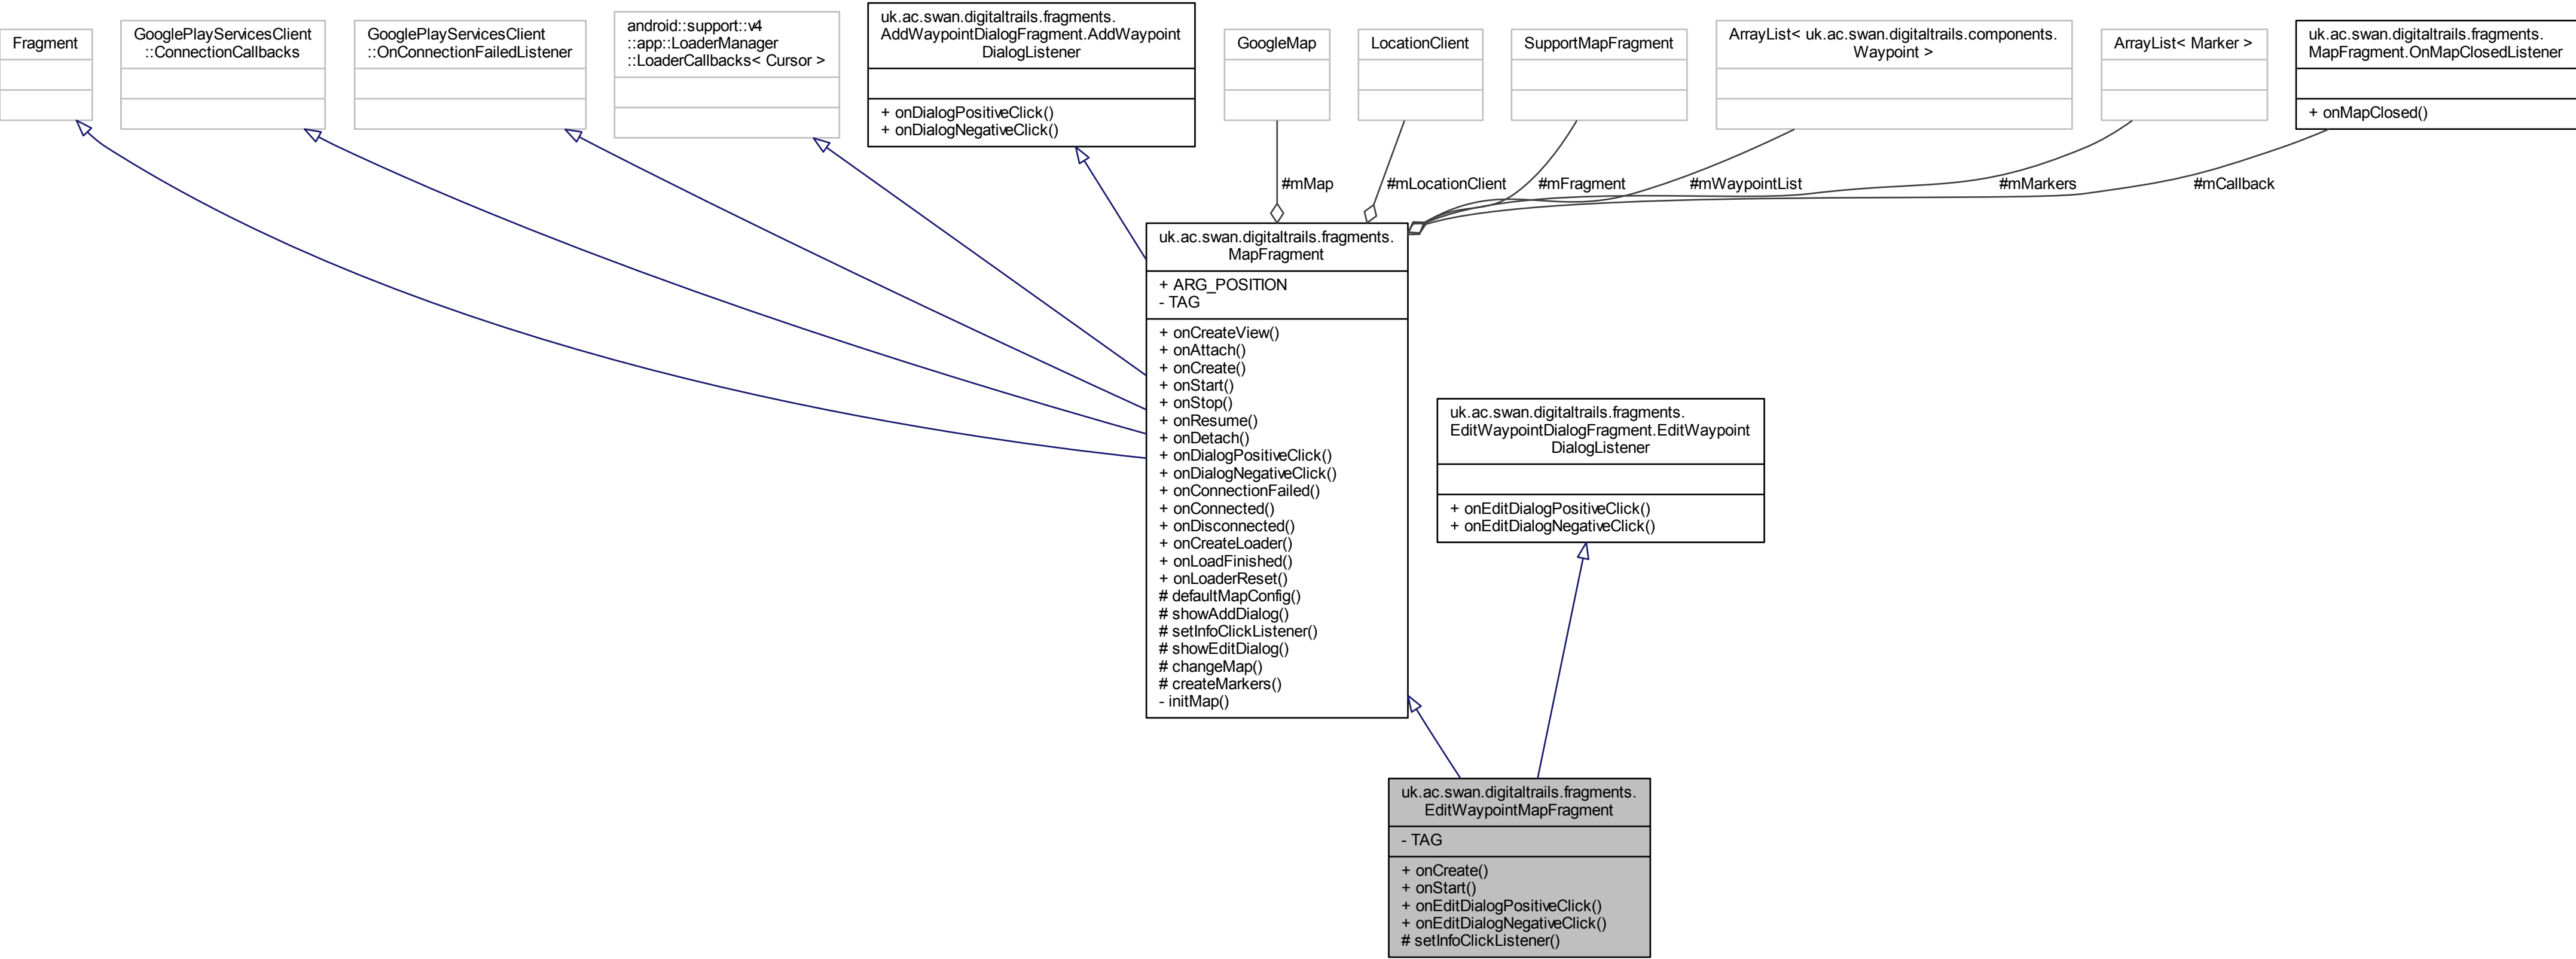 Fragment
GooglePlayServicesClient
::ConnectionCallbacks
GooglePlayServicesClient
::OnConnectionFailedListener
android::support::v4
::app::LoaderManager
::LoaderCallbacks< Cursor >
uk.ac.swan.digitaltrails.fragments.
AddWaypointDialogFragment.AddWaypoint
DialogListener
+ onDialogPositiveClick()
+ onDialogNegativeClick()
GoogleMap
LocationClient
SupportMapFragment
ArrayList< uk.ac.swan.digitaltrails.components.
Waypoint >
ArrayList< Marker >
uk.ac.swan.digitaltrails.fragments.
MapFragment.OnMapClosedListener
+ onMapClosed()
#mMap
#mLocationClient
#mFragment
#mWaypointList
#mMarkers
#mCallback
uk.ac.swan.digitaltrails.fragments.
MapFragment
+ ARG_POSITION
- TAG
+ onCreateView()
+ onAttach()
+ onCreate()
+ onStart()
+ onStop()
+ onResume()
+ onDetach()
+ onDialogPositiveClick()
+ onDialogNegativeClick()
+ onConnectionFailed()
+ onConnected()
+ onDisconnected()
+ onCreateLoader()
+ onLoadFinished()
+ onLoaderReset()
# defaultMapConfig()
# showAddDialog()
# setInfoClickListener()
# showEditDialog()
# changeMap()
# createMarkers()
- initMap()
uk.ac.swan.digitaltrails.fragments.
EditWaypointDialogFragment.EditWaypoint
DialogListener
+ onEditDialogPositiveClick()
+ onEditDialogNegativeClick()
uk.ac.swan.digitaltrails.fragments.
EditWaypointMapFragment
- TAG
+ onCreate()
+ onStart()
+ onEditDialogPositiveClick()
+ onEditDialogNegativeClick()
# setInfoClickListener()